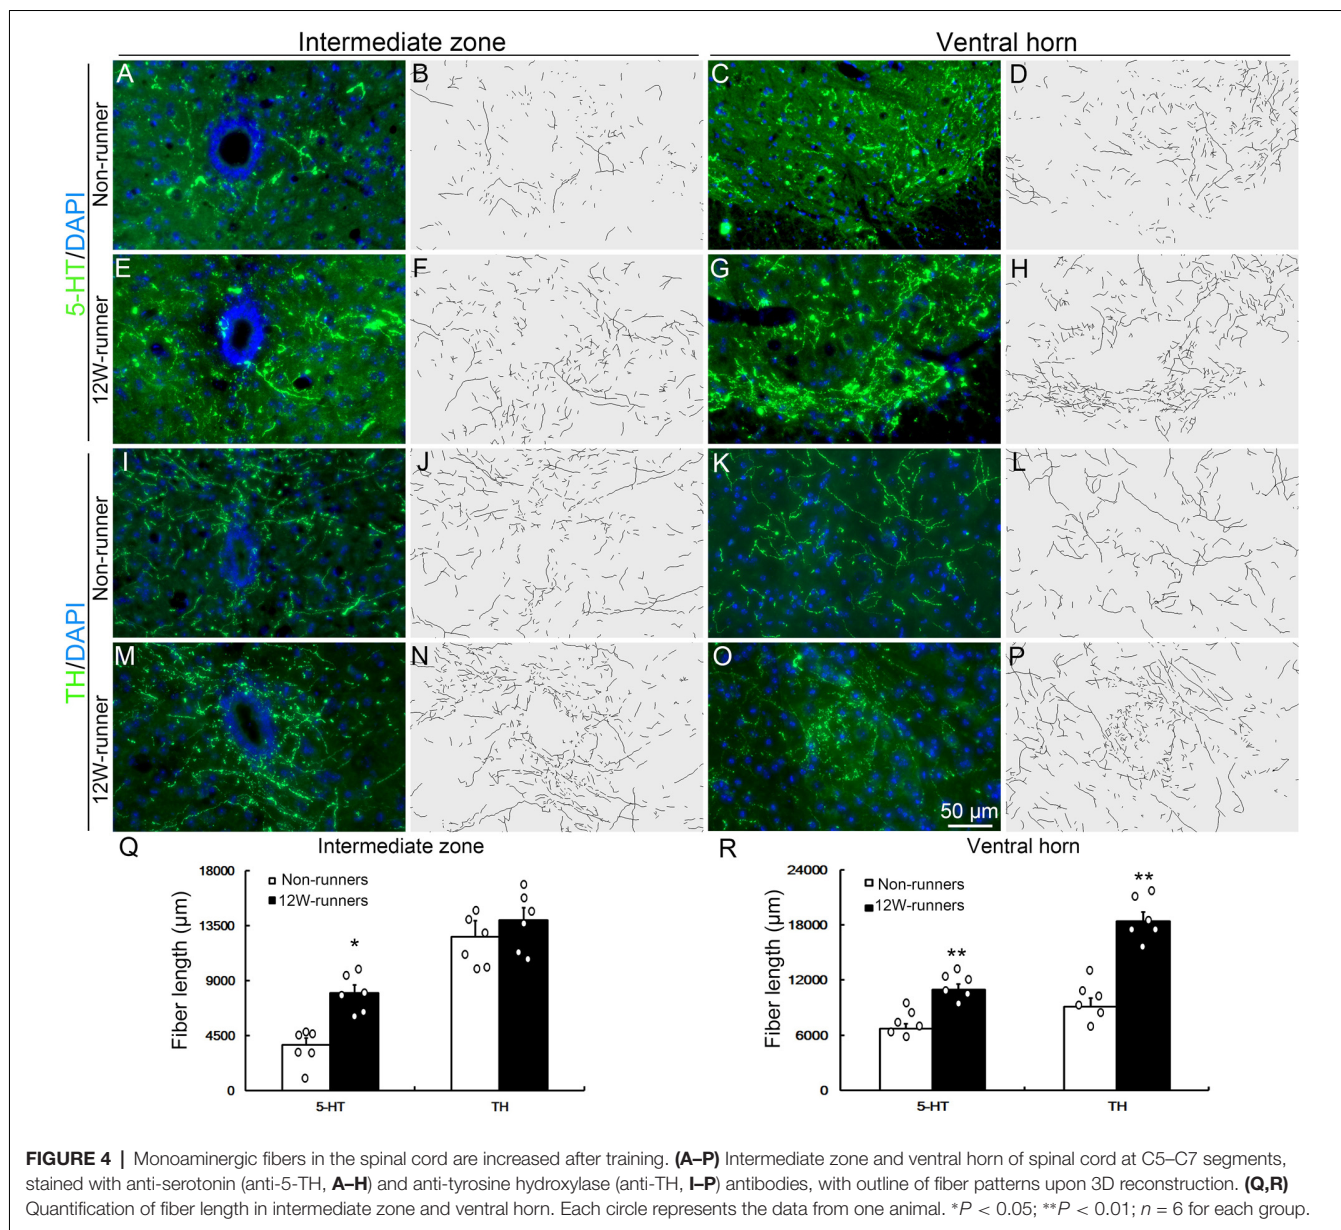 Intermediate zone
Ventral horn
5-HT/DAPI
Non-runner
A
B
C
D
12W-runner
E
F
G
H
TH/DAPI
Non-runner
I
J
K
L
12W-runner
M
N
O
P
50 µm
Q
Intermediate zone
Fiber length (µm)
18000
13500
9000
4500
0
Non-runners
12W-runners
*
5-HT
TH
R
Ventral horn
Fiber length (µm)
24000
18000
12000
6000
0
Non-runners
12W-runners
**
**
5-HT
TH
FIGURE 4 | Monoaminergic fibers in the spinal cord are increased after training. (A–P) Intermediate zone and ventral horn of spinal cord at C5–C7 segments,
stained with anti-serotonin (anti-5-TH, A–H) and anti-tyrosine hydroxylase (anti-TH, I–P) antibodies, with outline of fiber patterns upon 3D reconstruction. (Q,R)
Quantification of fiber length in intermediate zone and ventral horn. Each circle represents the data from one animal. *P < 0.05; **P < 0.01; n = 6 for each group.